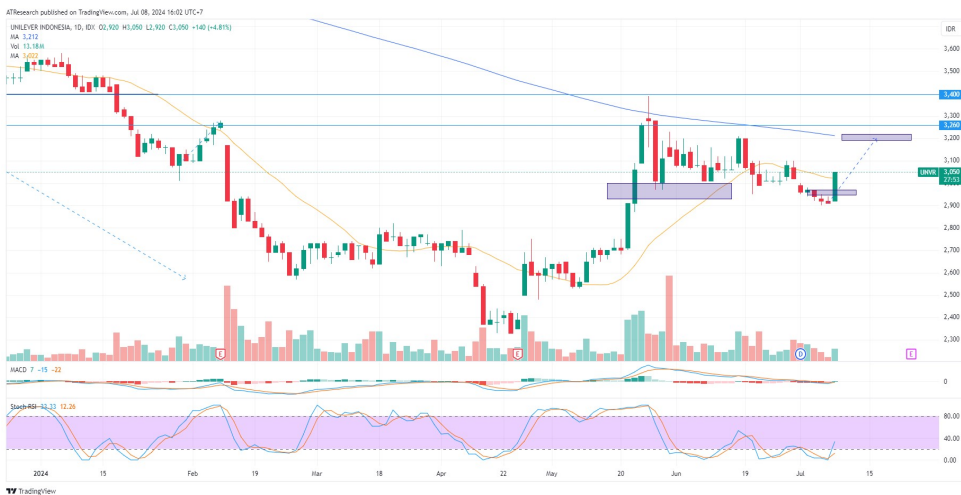 ATResearch published on TradingView.com, Jul 08, 2024 16:02 UTC+7
UNILEVER INDONESIA, 1D, IDX O2,920 H3,050 L2,920 C3,050 +140 (+4.81%)
IDR
MA 3,212
Vol 13.18M
MA 3,022
3,600
3,500
3,400
3,300
3,260
3,200
3,100
UNVR 3,050
27:53
2,900
2,800
2,700
2,600
2,500
2,400
2,300
E E D E
MACD 7 −15 −22
0
Stoch RSI 33.33 12.26
80.00
40.00
0.00
2024 15 Feb 19 Mar 18 Apr 22 May 20 Jun 19 Jul 15
TradingView